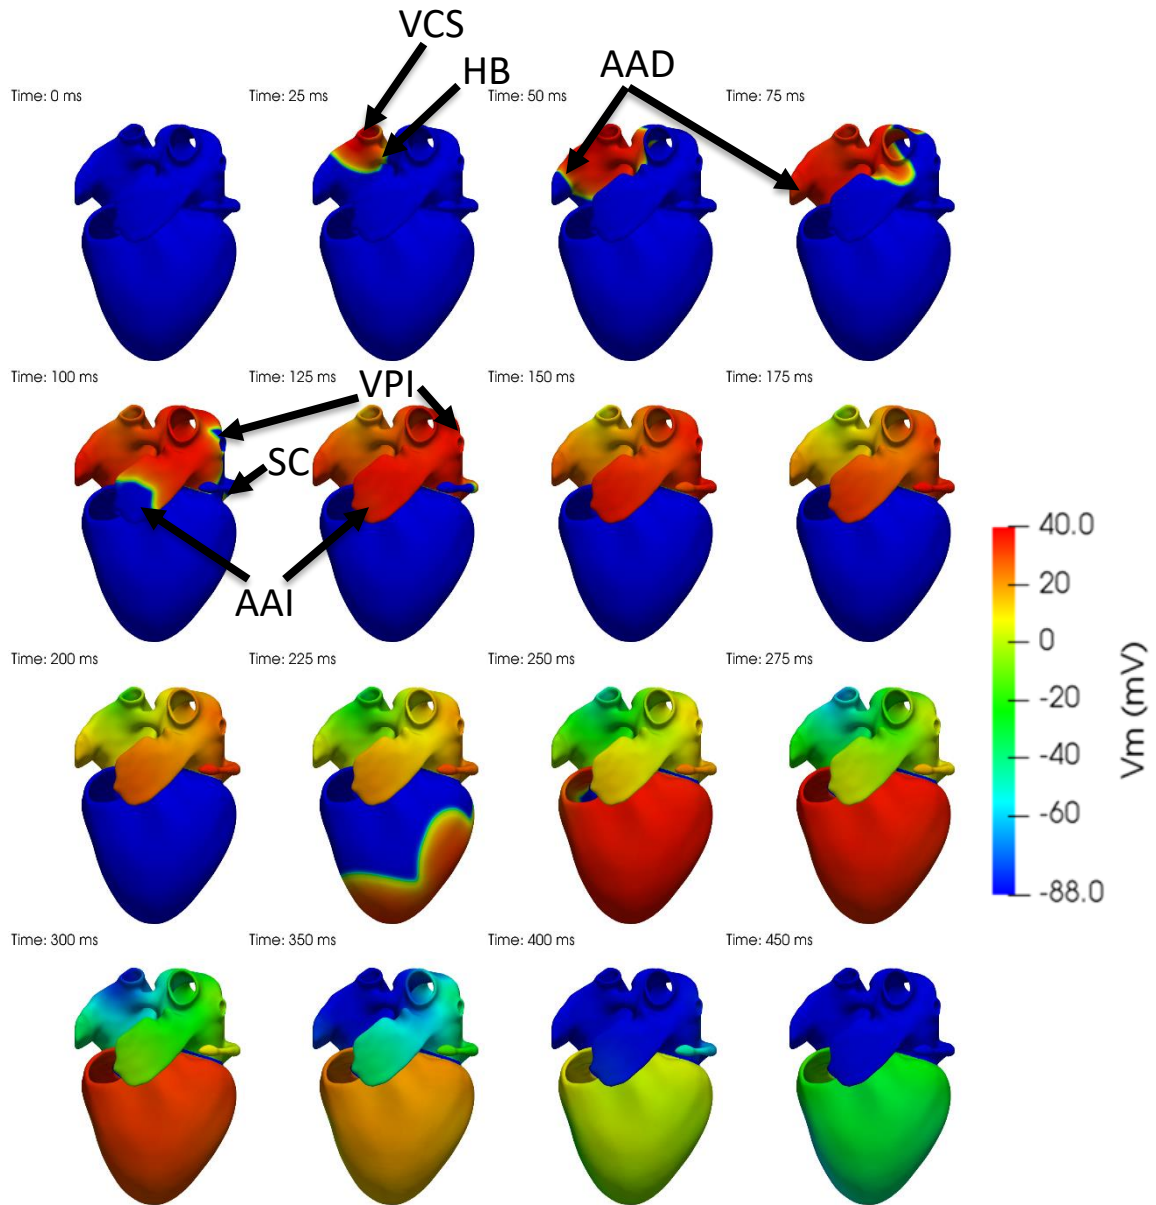 VCS
HB
AAD
Time: 0 ms
Time: 25 ms
Time: 50 ms
Time: 75 ms
Time: 100 ms
Time: 125 ms
Time: 150 ms
Time: 175 ms
VPI
SC
AAI
40.0
20
0
-20
-40
-60
-88.0
Vm (mV)
Time: 200 ms
Time: 225 ms
Time: 250 ms
Time: 275 ms
Time: 300 ms
Time: 350 ms
Time: 400 ms
Time: 450 ms